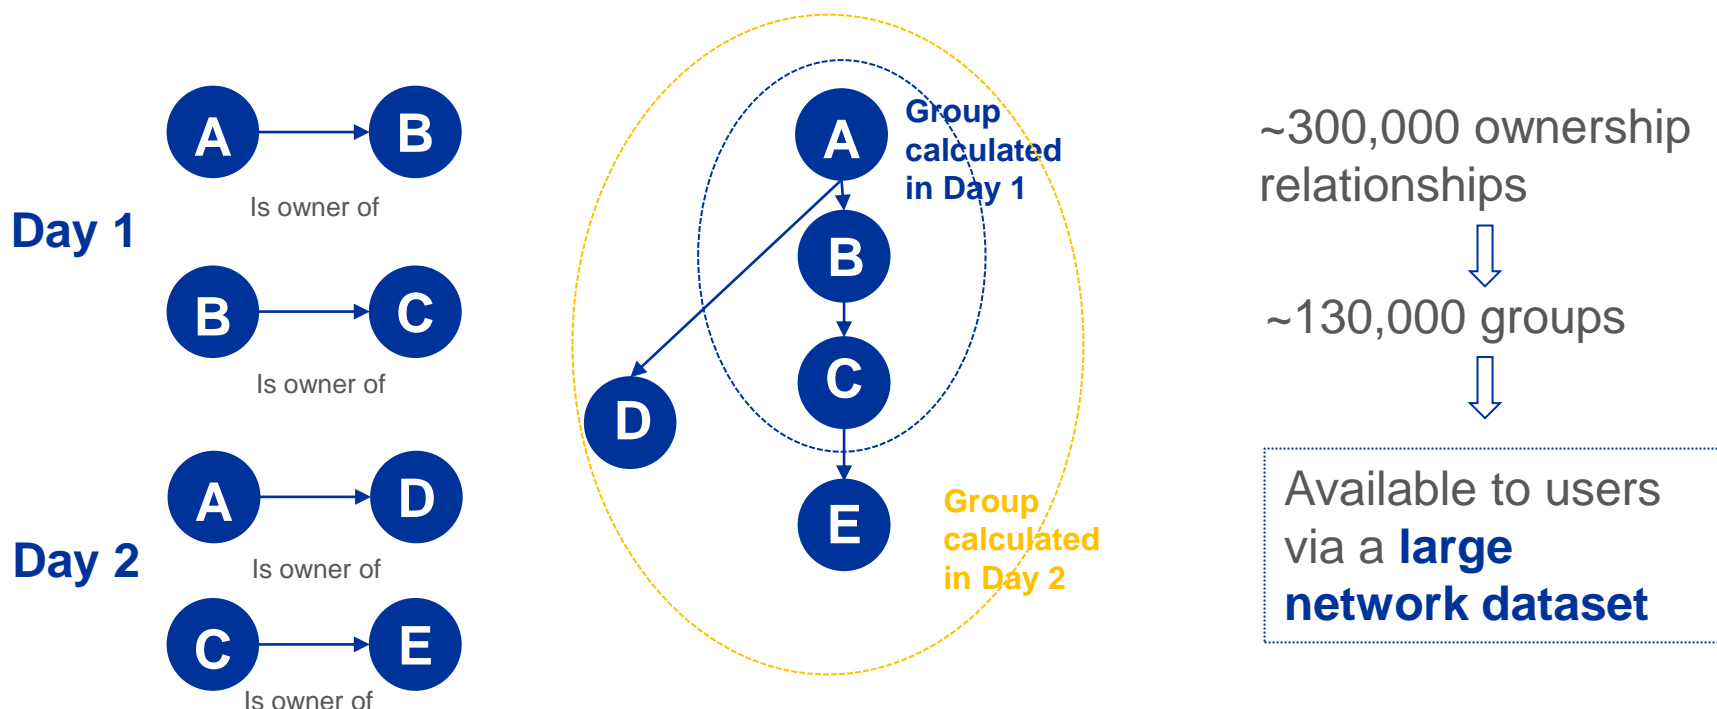 Day 1
A
B
Is owner of
B
C
Is owner of
Day 2
A
D
Is owner of
C
E
Is owner of
A
Group
calculated
in Day 1
B
C
D
E
Group
calculated
in Day 2
~300,000 ownership
relationships
~130,000 groups
Available to users
via a large
network dataset